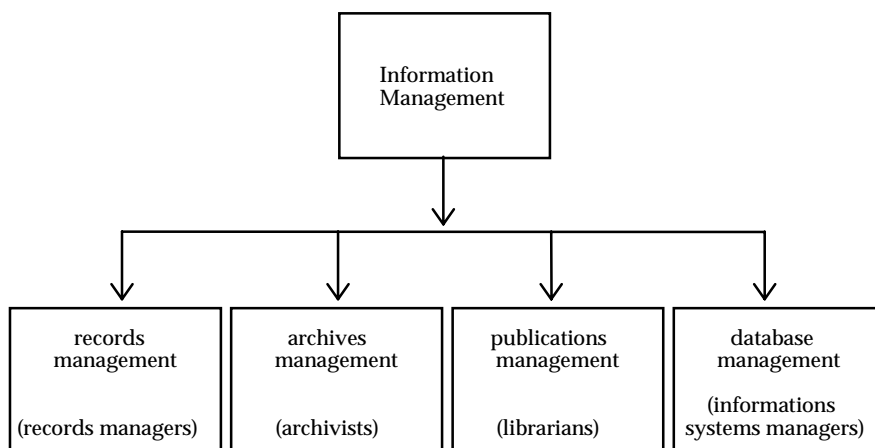 Information
Management
records
management
(records managers)
archives
management
(archivists)
publications
management
(librarians)
database
management
(informations
systems managers)